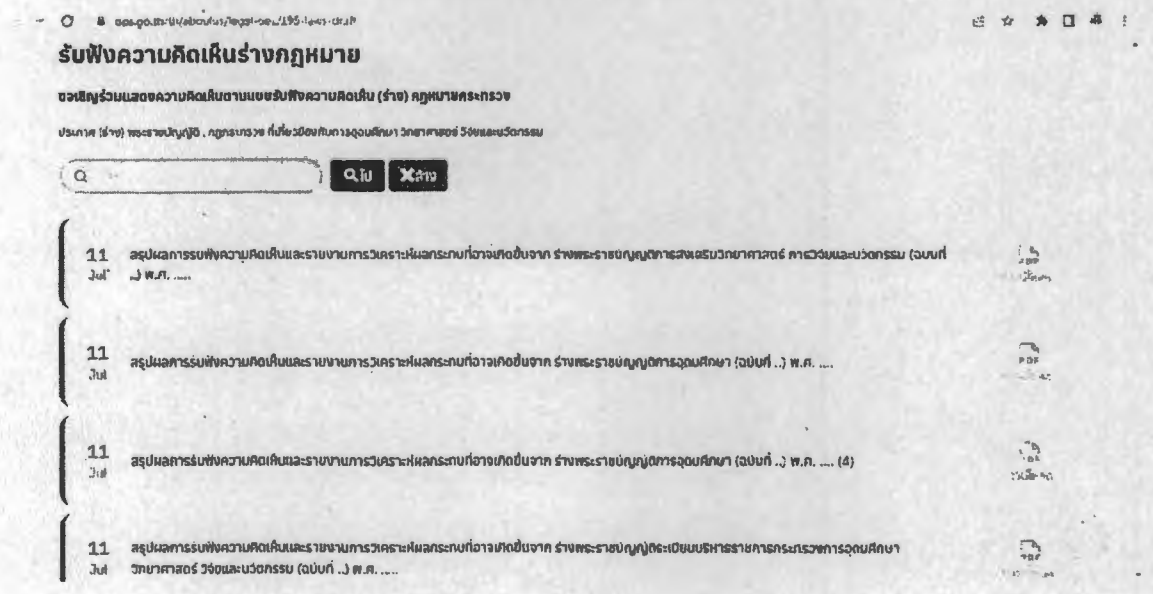 รับฟังความคิดเห็นร่างกฎหมาย
ขอเชิญร่วมแสดงความคิดเห็นตามแบบรับฟังความคิดเห็น (ร่าง) กฎหมายกระทรวง
ประกาศ (ร่าง) พระราชบัญญัติ , กฎกระทรวง ที่เกี่ยวข้องกับการอุดมศึกษา วิทยาศาสตร์ วิจัยและนวัตกรรม
ไป ล้าง
11 สรุปผลการรับฟังความคิดเห็นและรายงานการวิเคราะห์ผลกระทบที่อาจเกิดขึ้นจาก ร่างพระราชบัญญัติการส่งเสริมวิทยาศาสตร์ การวิจัยและนวัตกรรม (ฉบับที่
Jul ..) พ.ศ. .....
11 สรุปผลการรับฟังความคิดเห็นและรายงานการวิเคราะห์ผลกระทบที่อาจเกิดขึ้นจาก ร่างพระราชบัญญัติการอุดมศึกษา (ฉบับที่ ..) พ.ศ. .... PDF
Jul
11 สรุปผลการรับฟังความคิดเห็นและรายงานการวิเคราะห์ผลกระทบที่อาจเกิดขึ้นจาก ร่างพระราชบัญญัติการอุดมศึกษา (ฉบับที่ ..) พ.ศ. .... (4)
Jul
11 สรุปผลการรับฟังความคิดเห็นและรายงานการวิเคราะห์ผลกระทบที่อาจเกิดขึ้นจาก ร่างพระราชบัญญัติระเบียบบริหารราชการกระทรวงการอุดมศึกษา PDF
Jul วิทยาศาสตร์ วิจัยและนวัตกรรม (ฉบับที่ ..) พ.ศ. .....